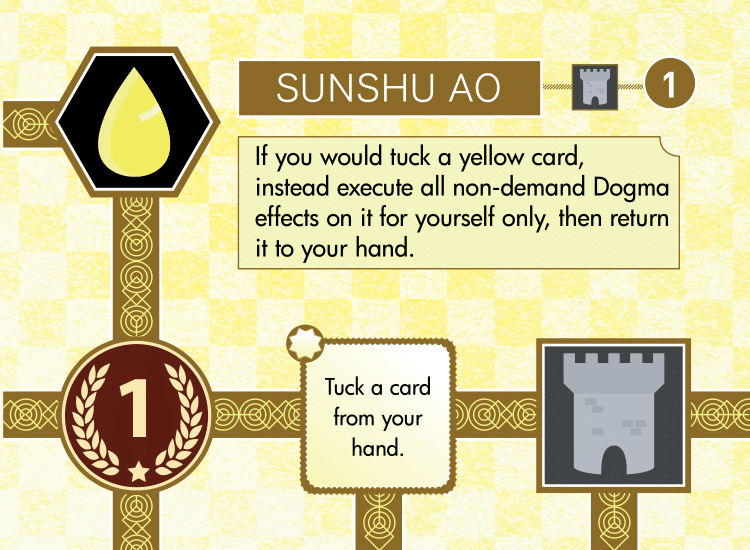 SUNSHU AO
1
If you would tuck a yellow card,
instead execute all non-demand Dogma
effects on it for yourself only, then return
it to your hand.
1
Tuck a card
from your
hand.